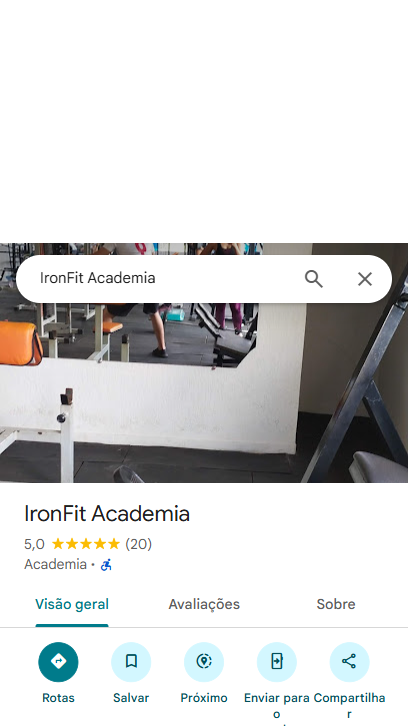 IronFit Academia
IronFit Academia
5,0 (20)
Academia ·
Visão geral Avaliações Sobre
Rotas Salvar Próximo Enviar para o Compartilhar